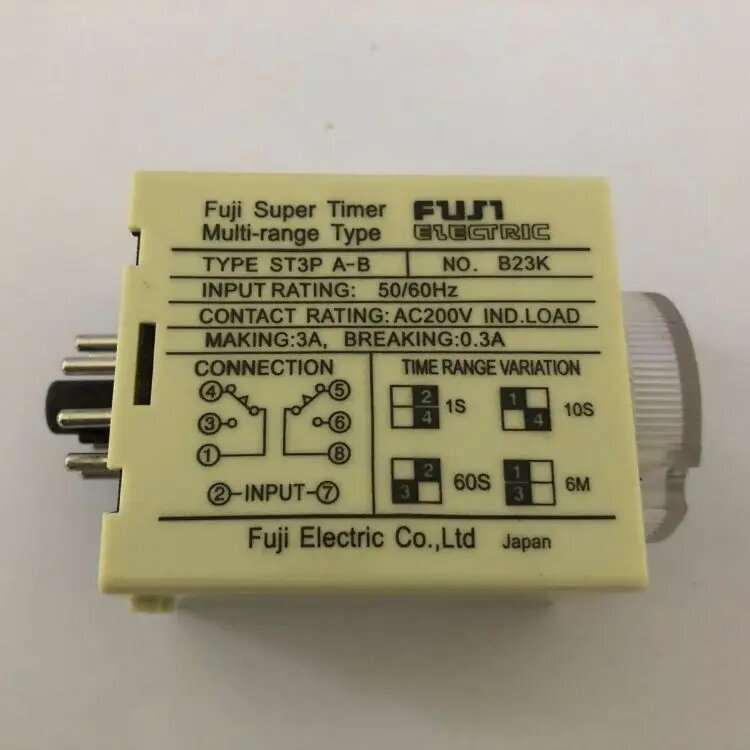 Fuji Super Timer FUJI
Multi-range Type ELECTRIC
TYPE ST3P A-B NO. B23K
INPUT RATING: 50/60Hz
CONTACT RATING: AC200V IND.LOAD
MAKING:3A, BREAKING:0.3A
CONNECTION TIME RANGE VARIATION
4 5 2 4 1S 1 4 10S
3 6
1 8 2 3 60S 1 3 6M
2-INPUT-7
Fuji Electric Co.,Ltd Japan